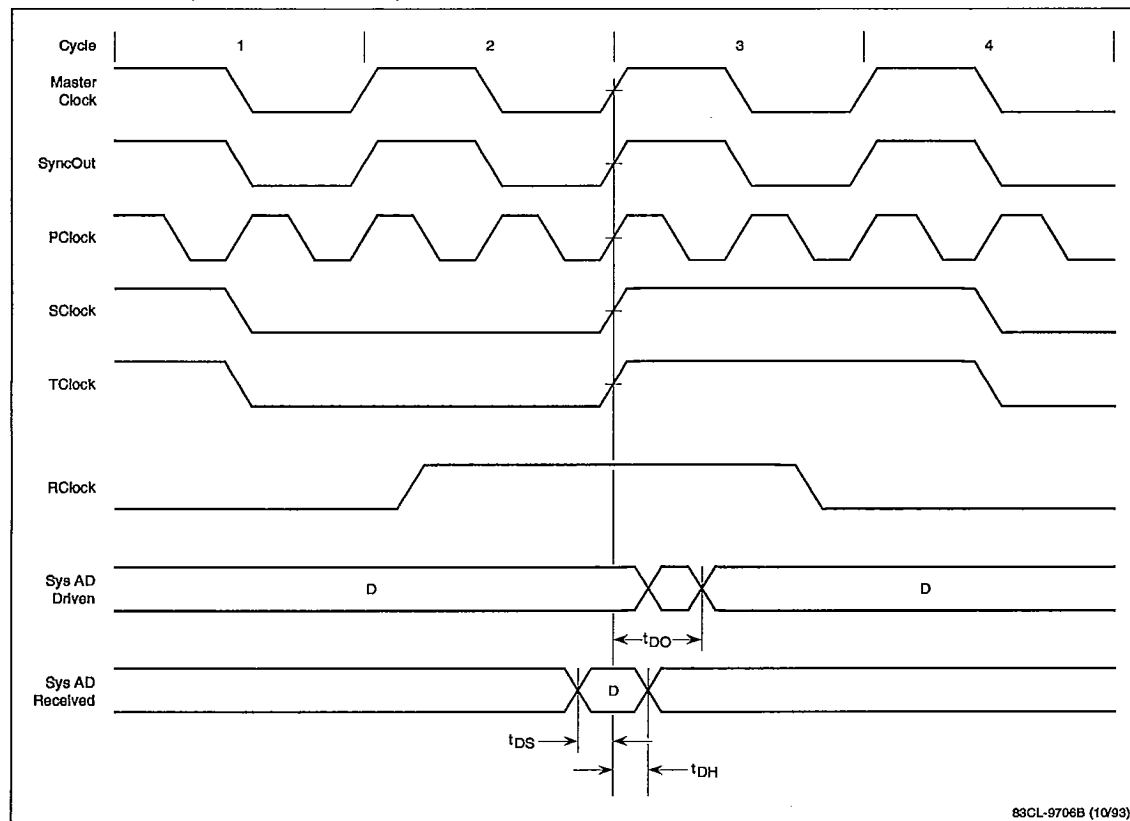 Cycle 1 2 3 4
Master
Clock
SyncOut
PClock
SClock
TClock
RClock
Sys AD
Driven
D D
tDO
Sys AD
Received
D
tDS
tDH
83CL-9706B (10/93)